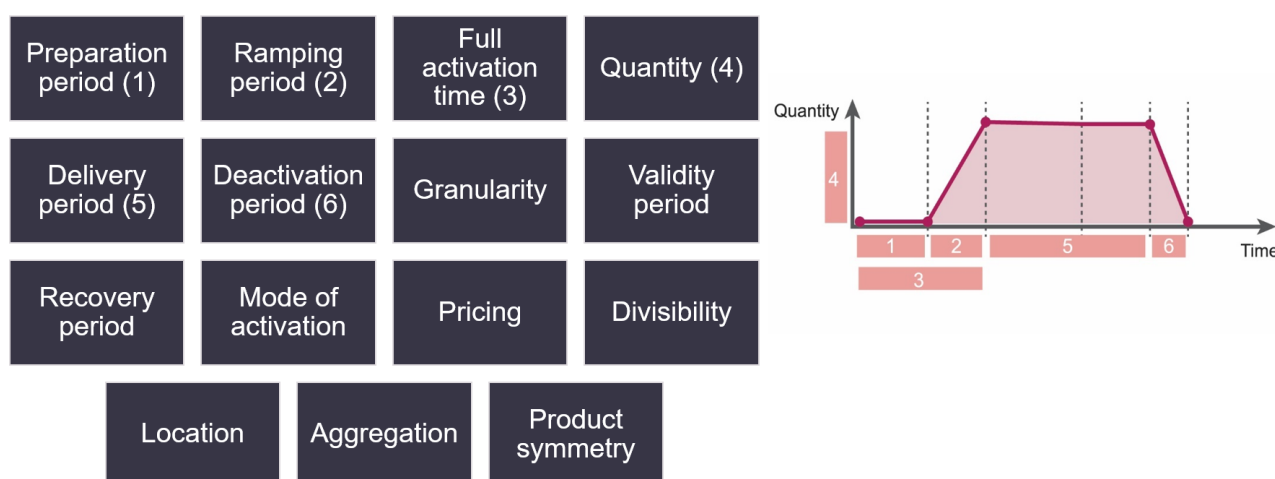 Preparation
period (1)
Ramping
period (2)
Full
activation
time (3)
Quantity (4)
Delivery
period (5)
Deactivation
period (6)
Granularity
Validity
period
Recovery
period
Mode of
activation
Pricing
Divisibility
Location
Aggregation
Product
symmetry
Quantity
4
1
2
5
6
Time
3